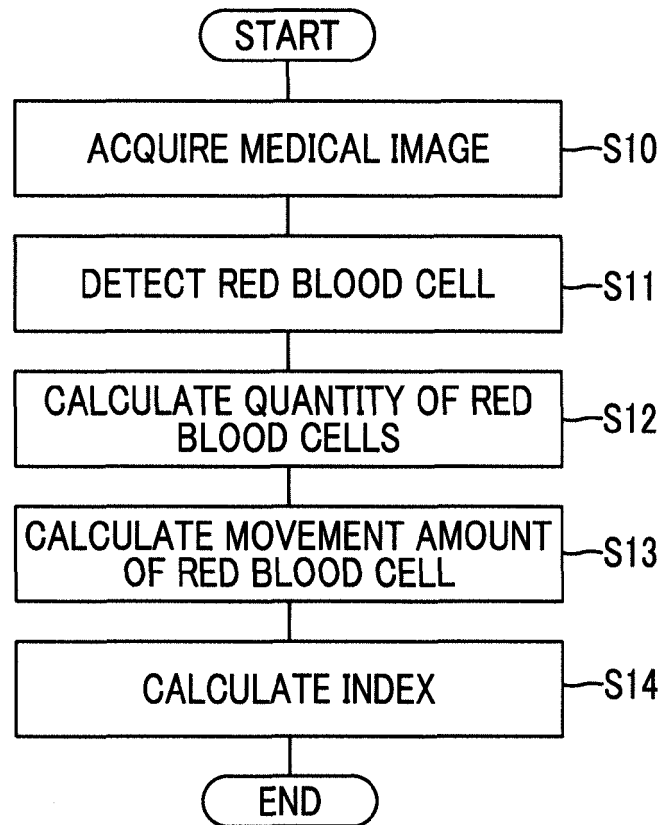 START
ACQUIRE MEDICAL IMAGE
S10
DETECT RED BLOOD CELL
S11
CALCULATE QUANTITY OF RED
BLOOD CELLS
S12
CALCULATE MOVEMENT AMOUNT
OF RED BLOOD CELL
S13
CALCULATE INDEX
S14
END